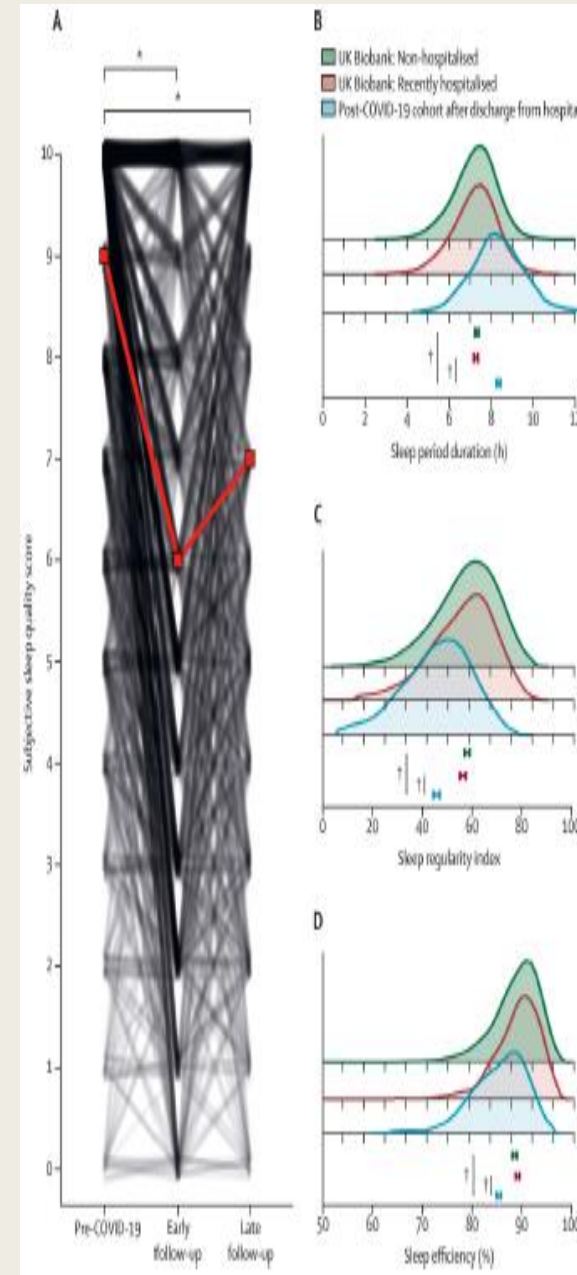 A
*
*
10
9
8
7
6
5
4
3
2
1
0
Subjective sleep quality score
Pre-COVID-19
Early
follow-up
Late
follow-up
B
UK Biobank: Non-hospitalised
UK Biobank: Recently hospitalised
Post-COVID-19 cohort after discharge from hospita
†
†
0 2 4 6 8 10 12
Sleep period duration (h)
C
†
†
0 20 40 60 80 100
Sleep regularity index
D
†
†
50 60 70 80 90 100
Sleep efficiency (%)